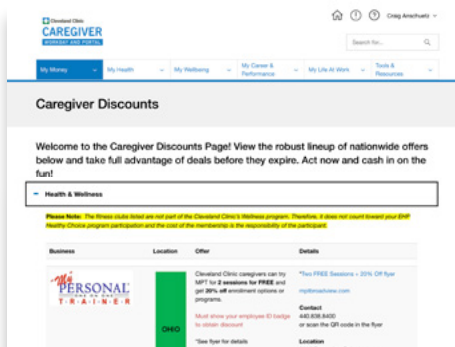 Cleveland Clinic
CAREGIVER
WORKDAY AND PORTAL
Craig Anschuetz
Search for...
My Money
My Health
My Wellbeing
My Career &
Performance
My Life At Work
Tools &
Resources
Caregiver Discounts
Welcome to the Caregiver Discounts Page! View the robust lineup of nationwide offers
below and take full advantage of deals before they expire. Act now and cash in on the
fun!
– Health & Wellness
Please Note: The fitness clubs listed are not part of the Cleveland Clinic's Wellness program. Therefore, it does not count toward your EHP
Healthy Choice program participation and the cost of the membership is the responsibility of the participant.
Business Location Offer Details
My
PERSONAL
ONE ON ONE
T·R·A·I·N·E·R
OHIO
Cleveland Clinic caregivers can try
MPT for 2 sessions for FREE and
get 20% off enrollment options or
programs.
Must show your employee ID badge
to obtain discount
*See flyer for details
*Two FREE Sessions + 20% Off flyer
mptbroadview.com
Contact
440.838.8400
or scan the QR code in the flyer
Location